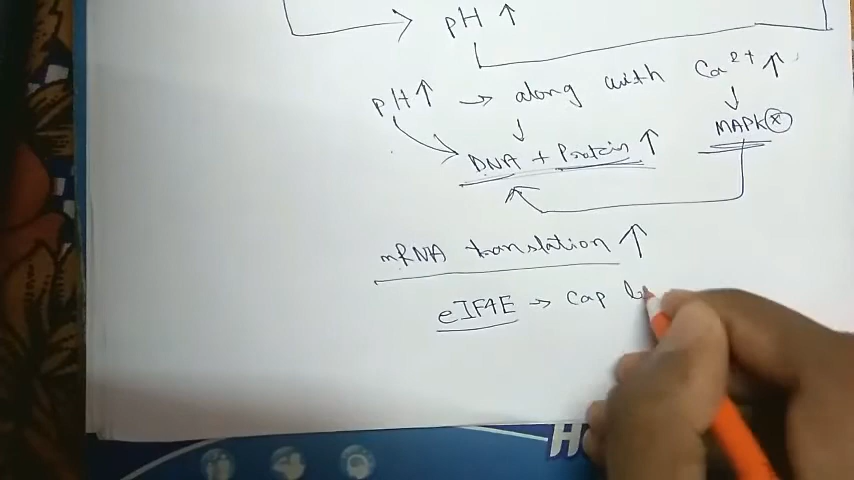 pH ↑
pH ↑ → along with Ca²⁺ ↑
MAPK
DNA + Protein ↑
mRNA translation ↑
eIF4E → Cap